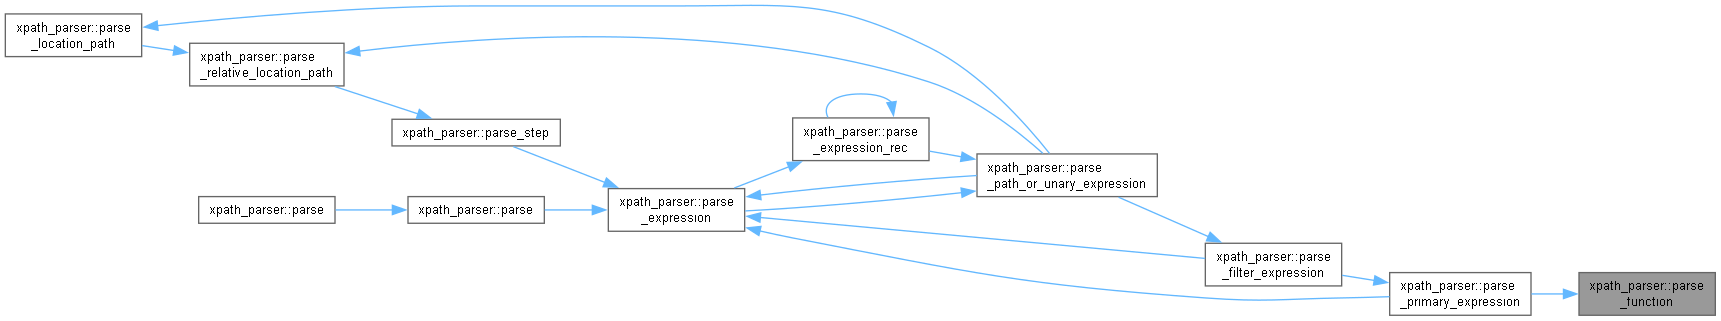 xpath_parser::parse
_location_path
xpath_parser::parse
_relative_location_path
xpath_parser::parse_step
xpath_parser::parse
_expression_rec
xpath_parser::parse
_path_or_unary_expression
xpath_parser::parse
xpath_parser::parse
xpath_parser::parse
_expression
xpath_parser::parse
_filter_expression
xpath_parser::parse
_primary_expression
xpath_parser::parse
_function